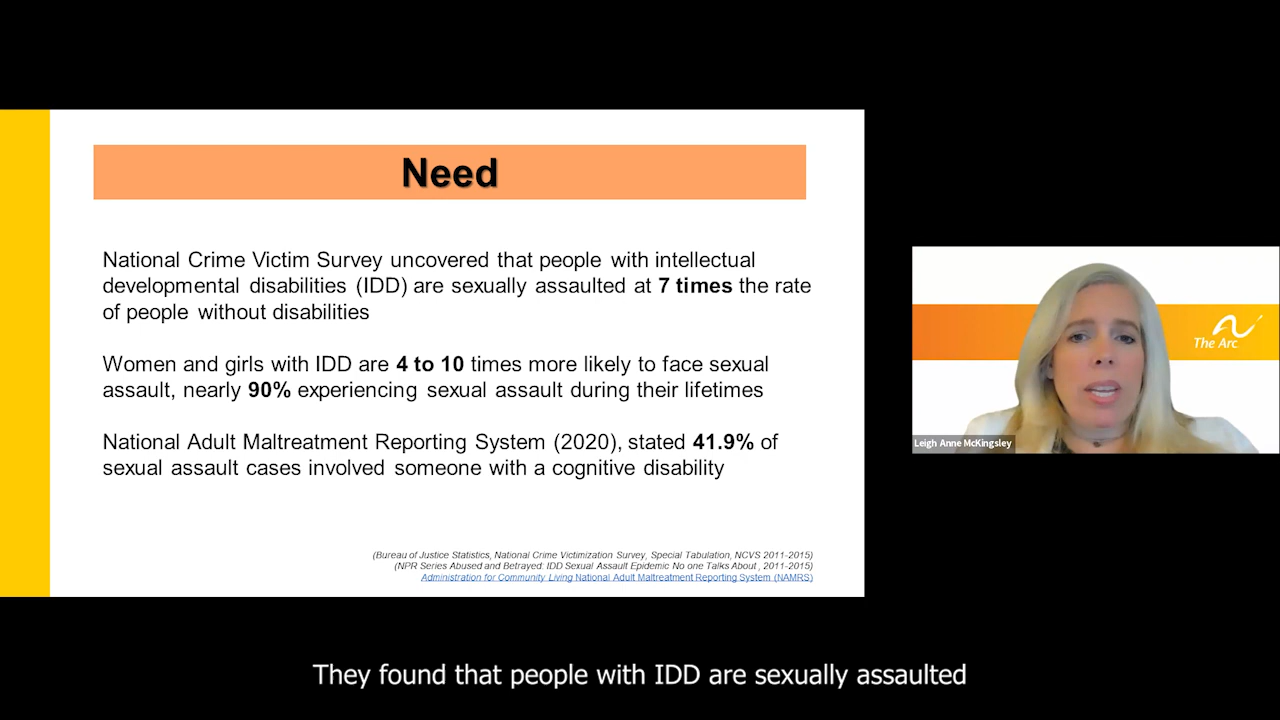 Need
National Crime Victim Survey uncovered that people with intellectual
developmental disabilities (IDD) are sexually assaulted at 7 times the rate
of people without disabilities
Women and girls with IDD are 4 to 10 times more likely to face sexual
assault, nearly 90% experiencing sexual assault during their lifetimes
National Adult Maltreatment Reporting System (2020), stated 41.9% of
sexual assault cases involved someone with a cognitive disability
(Bureau of Justice Statistics, National Crime Victimization Survey, Special Tabulation, NCVS 2011-2015)
(NPR Series Abused and Betrayed: IDD Sexual Assault Epidemic No one Talks About , 2011-2015)
Administration for Community Living National Adult Maltreatment Reporting System (NAMRS)
The Arc
Leigh Anne McKingsley
They found that people with IDD are sexually assaulted